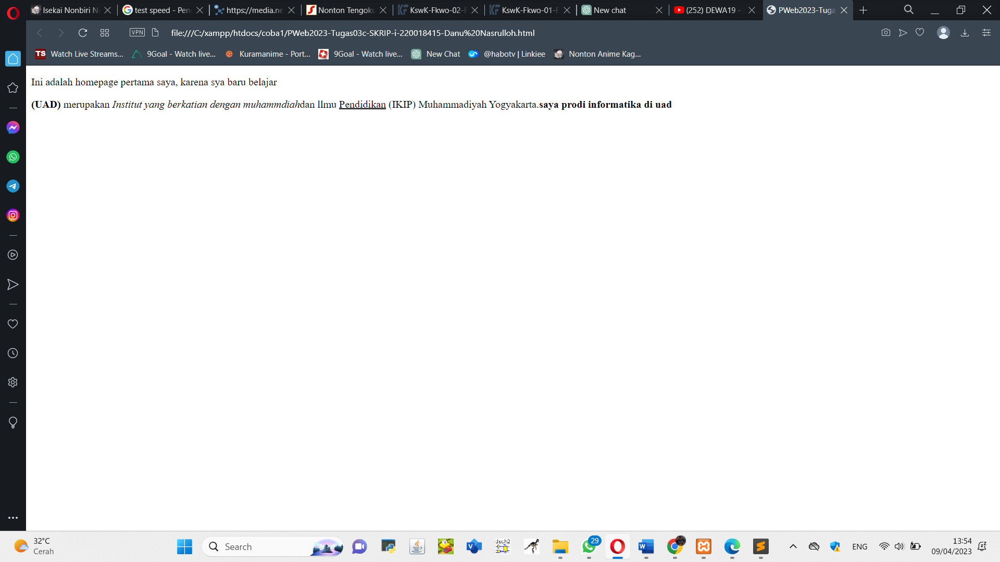 Isekai Nonbiri N
test speed - Pen
https://media.ne
Nonton Tengoku
KswK-Fkwo-02-F
KswK-Fkwo-01-F
New chat
(252) DEWA19 -
PWeb2023-Tuga
VPN
file:///C:/xampp/htdocs/coba1/PWeb2023-Tugas03c-SKRIP-i-220018415-Danu%20Nasrulloh.html
TS Watch Live Streams...
9Goal - Watch live...
Kuramanime - Port...
9Goal - Watch live...
New Chat
@habotv | Linkiee
Nonton Anime Kag...
Ini adalah homepage pertama saya, karena sya baru belajar
(UAD) merupakan Institut yang berkatian dengan muhammdiahdan llmu Pendidikan (IKIP) Muhammadiyah Yogyakarta.saya prodi informatika di uad
32°C
Cerah
Search
dsch2
29
W
ENG
13:54
09/04/2023